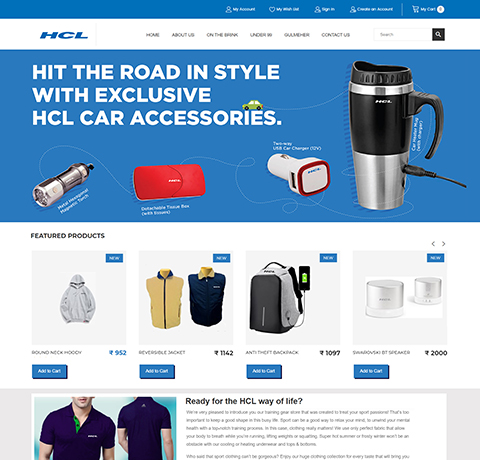 My Account My Wish List Sign In Create an Account My Cart 0
HCL
HOME ABOUT US ON THE BRINK UNDER 99 GULMEHER CONTACT US Search
HIT THE ROAD IN STYLE
WITH EXCLUSIVE
HCL CAR ACCESSORIES.
HCL
Car Heater Mug
(with charger)
Two-way
USB Car Charger (12V)
HCL
HCL
Metal Hexagonal
Magnetic Torch
Detachable Tissue Box
(with tissues)
FEATURED PRODUCTS
NEW NEW NEW NEW
ROUND NECK HOODY ₹ 952
REVERSIBLE JACKET ₹ 1142
ANTI THEFT BACKPACK ₹ 1097
SWAROVSKI BT SPEAKER ₹ 2000
Add to Cart Add to Cart Add to Cart Add to Cart
Ready for the HCL way of life?
We're very pleased to introduce you our training gear store that was created to treat your sport passions! That's too
important to keep a good shape in this busy life. Sport can be a good way to relax your mind, to unwind your mental
health with a top-notch training process. In this case, clothing really matters! We use only perfect fabric that allow
your body to breath while you're running, lifting weights or squatting. Super hot summer or frosty winter won't be an
obstacle with our cooling or heating underwear and tops & bottoms.
Who said that sport clothing can't be gorgeous? Enjoy our huge clothing collection for every taste that will bring you